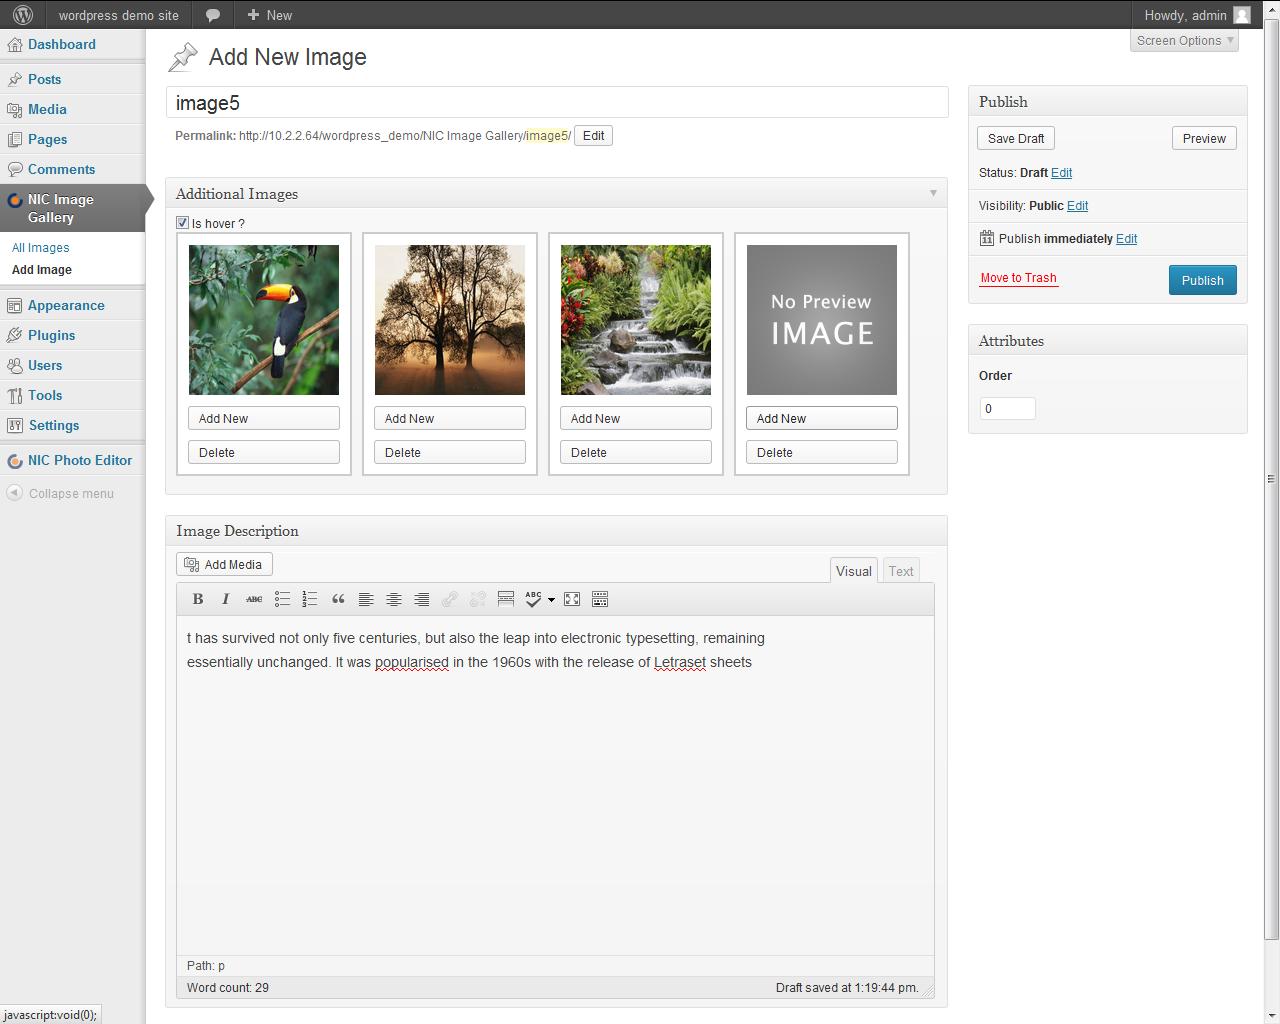 wordpress demo site
New
Howdy, admin
Dashboard
Posts
Media
Pages
Comments
NIC Image
Gallery
All Images
Add Image
Appearance
Plugins
Users
Tools
Settings
NIC Photo Editor
Collapse menu
Screen Options
Add New Image
image5
Permalink: http://10.2.2.64/wordpress_demo/NIC Image Gallery/image5/ Edit
Additional Images
Is hover ?
No Preview
IMAGE
Add New Add New Add New Add New
Delete Delete Delete Delete
Image Description
Add Media
Visual Text
B I ABC ABC
t has survived not only five centuries, but also the leap into electronic typesetting, remaining
essentially unchanged. It was popularised in the 1960s with the release of Letraset sheets
Path: p
Word count: 29 Draft saved at 1:19:44 pm.
Publish
Save Draft Preview
Status: Draft Edit
Visibility: Public Edit
11 Publish immediately Edit
Move to Trash Publish
Attributes
Order
0
javascript:void(0);